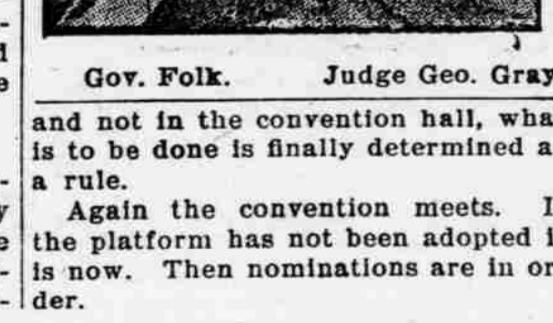 Gov. Folk. Judge Geo. Gray
and not in the convention hall, wha
is to be done is finally determined a
a rule.
Again the convention meets. I
the platform has not been adopted i
is now. Then nominations are in or
der.